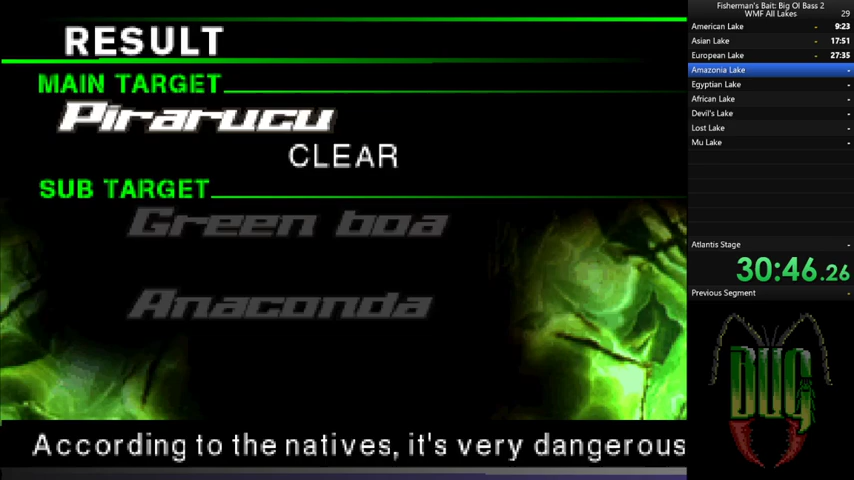 RESULT
MAIN TARGET
Pirarucu
CLEAR
SUB TARGET
Green boa
Anaconda
According to the natives, it's very dangerous
Fisherman's Bait: Big Ol Bass 2
WMF All Lakes 29
American Lake - 9:23
Asian Lake - 17:51
European Lake - 27:35
Amazonia Lake -
Egyptian Lake -
African Lake -
Devil's Lake -
Lost Lake -
Mu Lake -
Atlantis Stage -
30:46.26
Previous Segment -
BUG